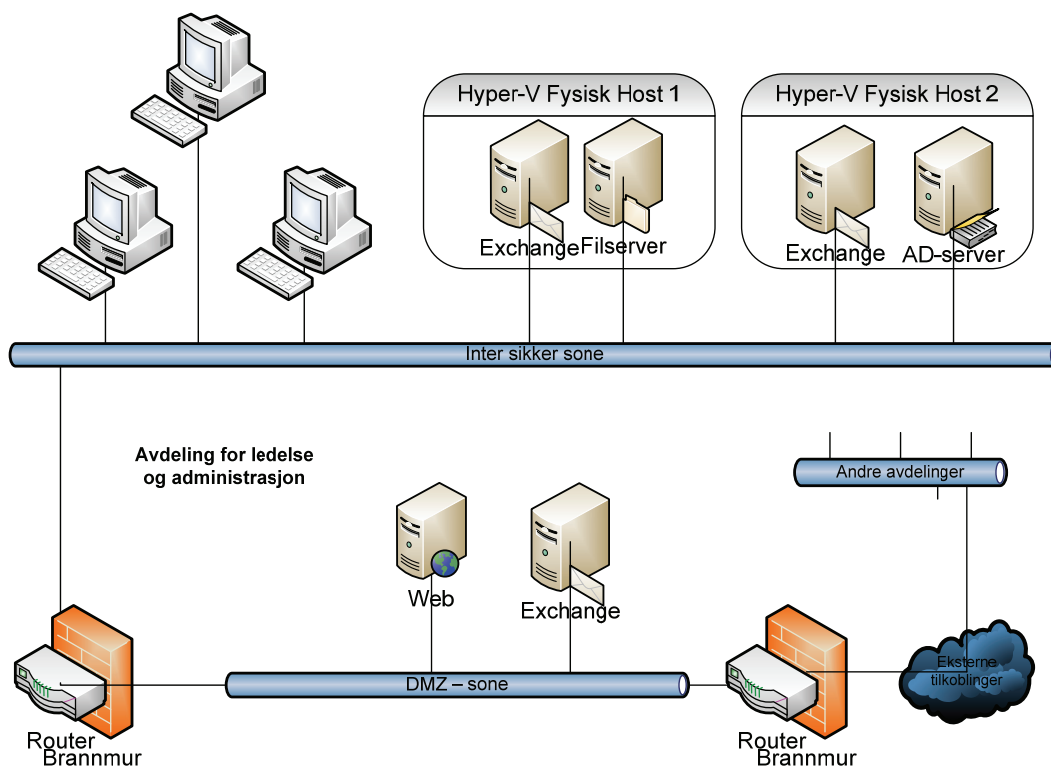 Hyper-V Fysisk Host 1
Hyper-V Fysisk Host 2
Exchange
Filserver
Exchange
AD-server
Inter sikker sone
Avdeling for ledelse
og administrasjon
Andre avdelinger
Web
Exchange
Eksterne
tilkoblinger
DMZ – sone
Router
Brannmur
Router
Brannmur